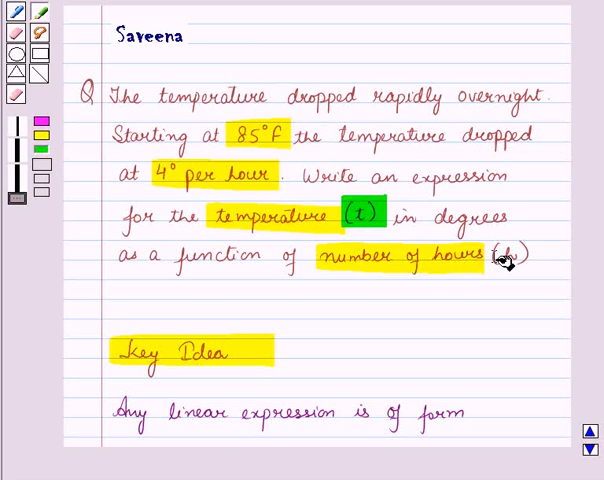 Saveena
Q The temperature dropped rapidly overnight.
Starting at 85°F the temperature dropped
at 4° per hour. Write an expression
for the temperature (t) in degrees
as a function of number of hours (h)
Key Idea
Any linear expression is of form